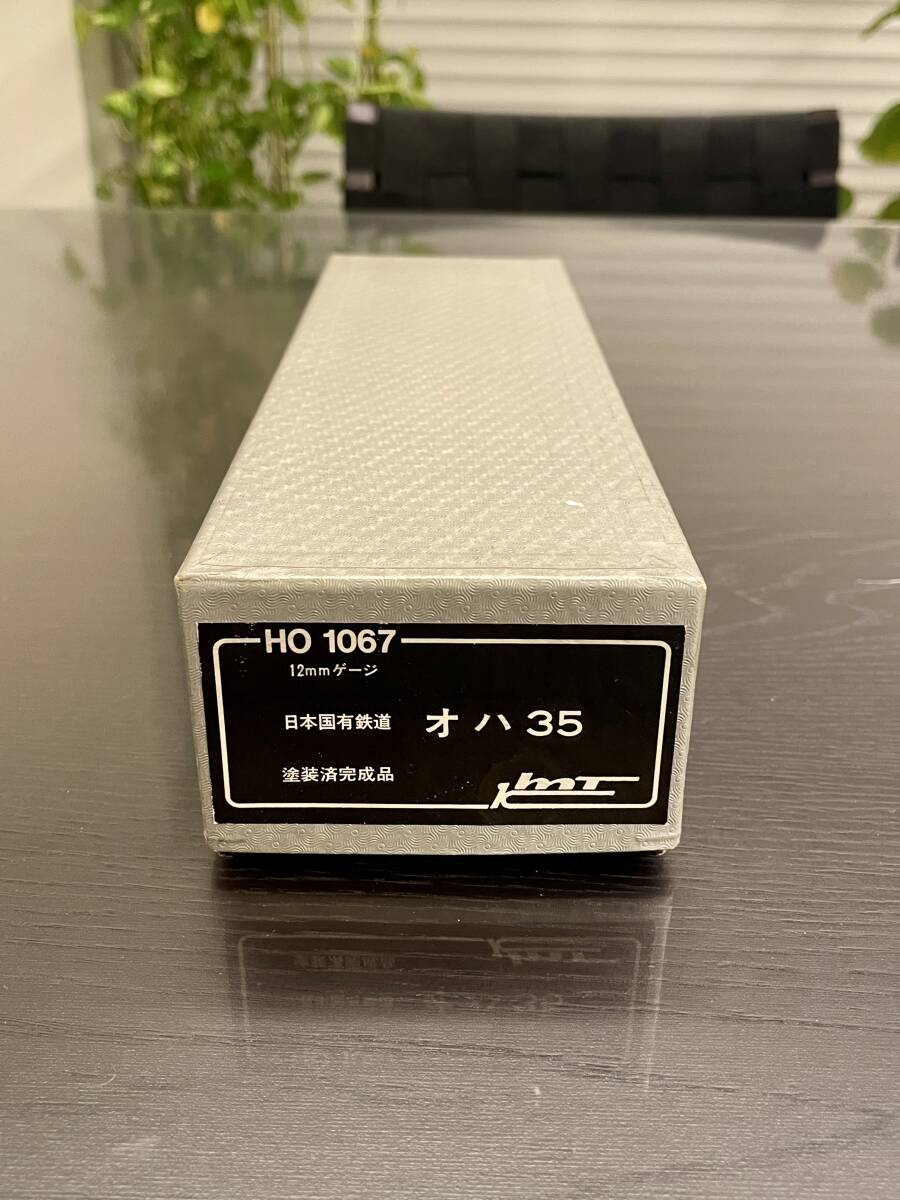 HO 1067
12mmゲージ
日本国有鉄道 オハ35
塗装済完成品
KMT